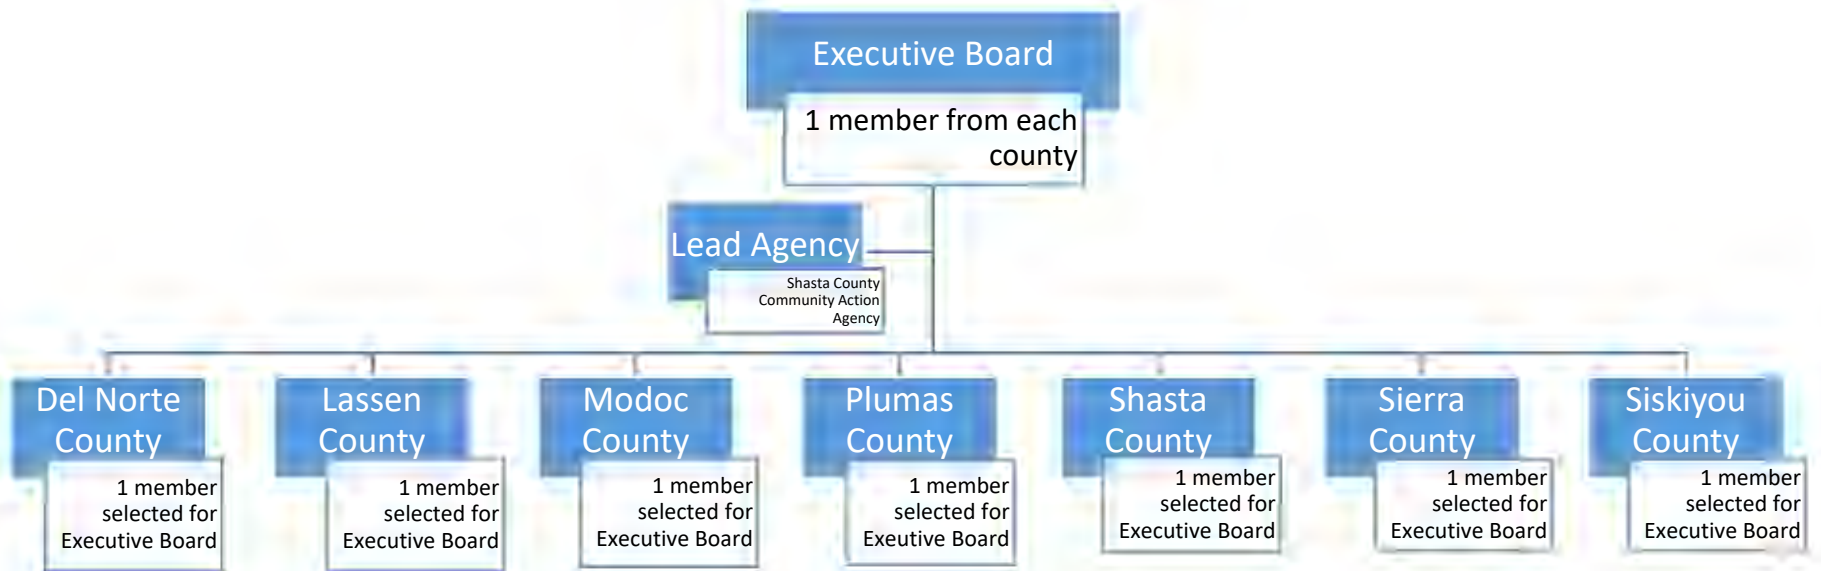 Executive Board
1 member from each
county
Lead Agency
Shasta County
Community Action
Agency
Del Norte
County
1 member
selected for
Executive Board
Lassen
County
1 member
selected for
Executive Board
Modoc
County
1 member
selected for
Executive Board
Plumas
County
1 member
selected for
Exeutive Board
Shasta
County
1 member
selected for
Executive Board
Sierra
County
1 member
selected for
Executive Board
Siskiyou
County
1 member
selected for
Executive Board